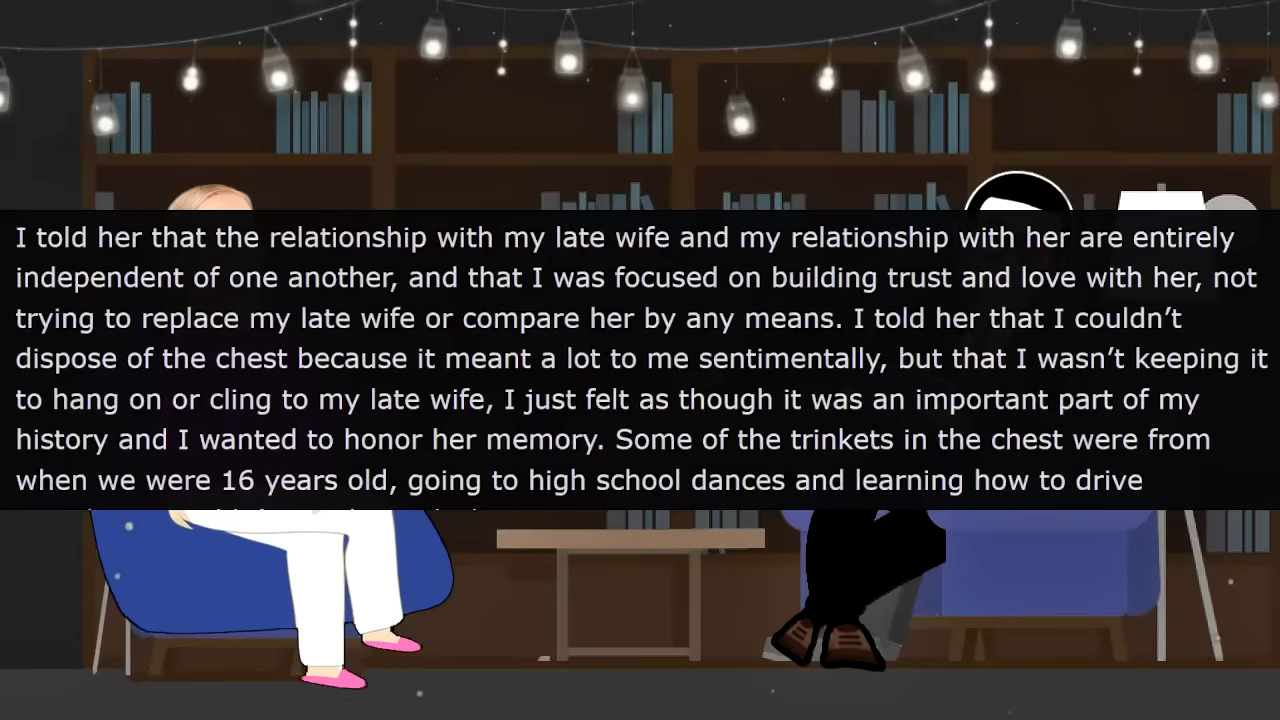 I told her that the relationship with my late wife and my relationship with her are entirely
independent of one another, and that I was focused on building trust and love with her, not
trying to replace my late wife or compare her by any means. I told her that I couldn’t
dispose of the chest because it meant a lot to me sentimentally, but that I wasn’t keeping it
to hang on or cling to my late wife, I just felt as though it was an important part of my
history and I wanted to honor her memory. Some of the trinkets in the chest were from
when we were 16 years old, going to high school dances and learning how to drive